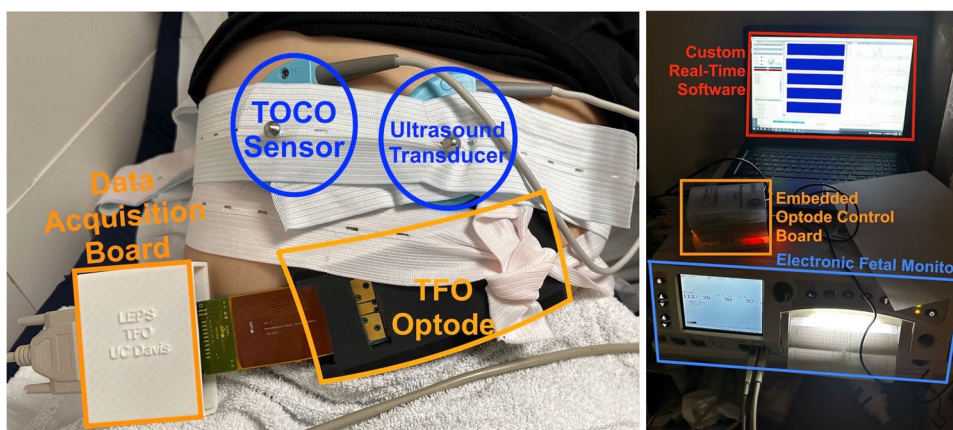 TOCO
Sensor
Ultrasound
Transducer
Data
Acquisition
Board
LEPS
TFO
UC Davis
TFO
Optode
Custom
Real-Time
Software
Embedded
Optode Control
Board
Electronic Fetal Monito